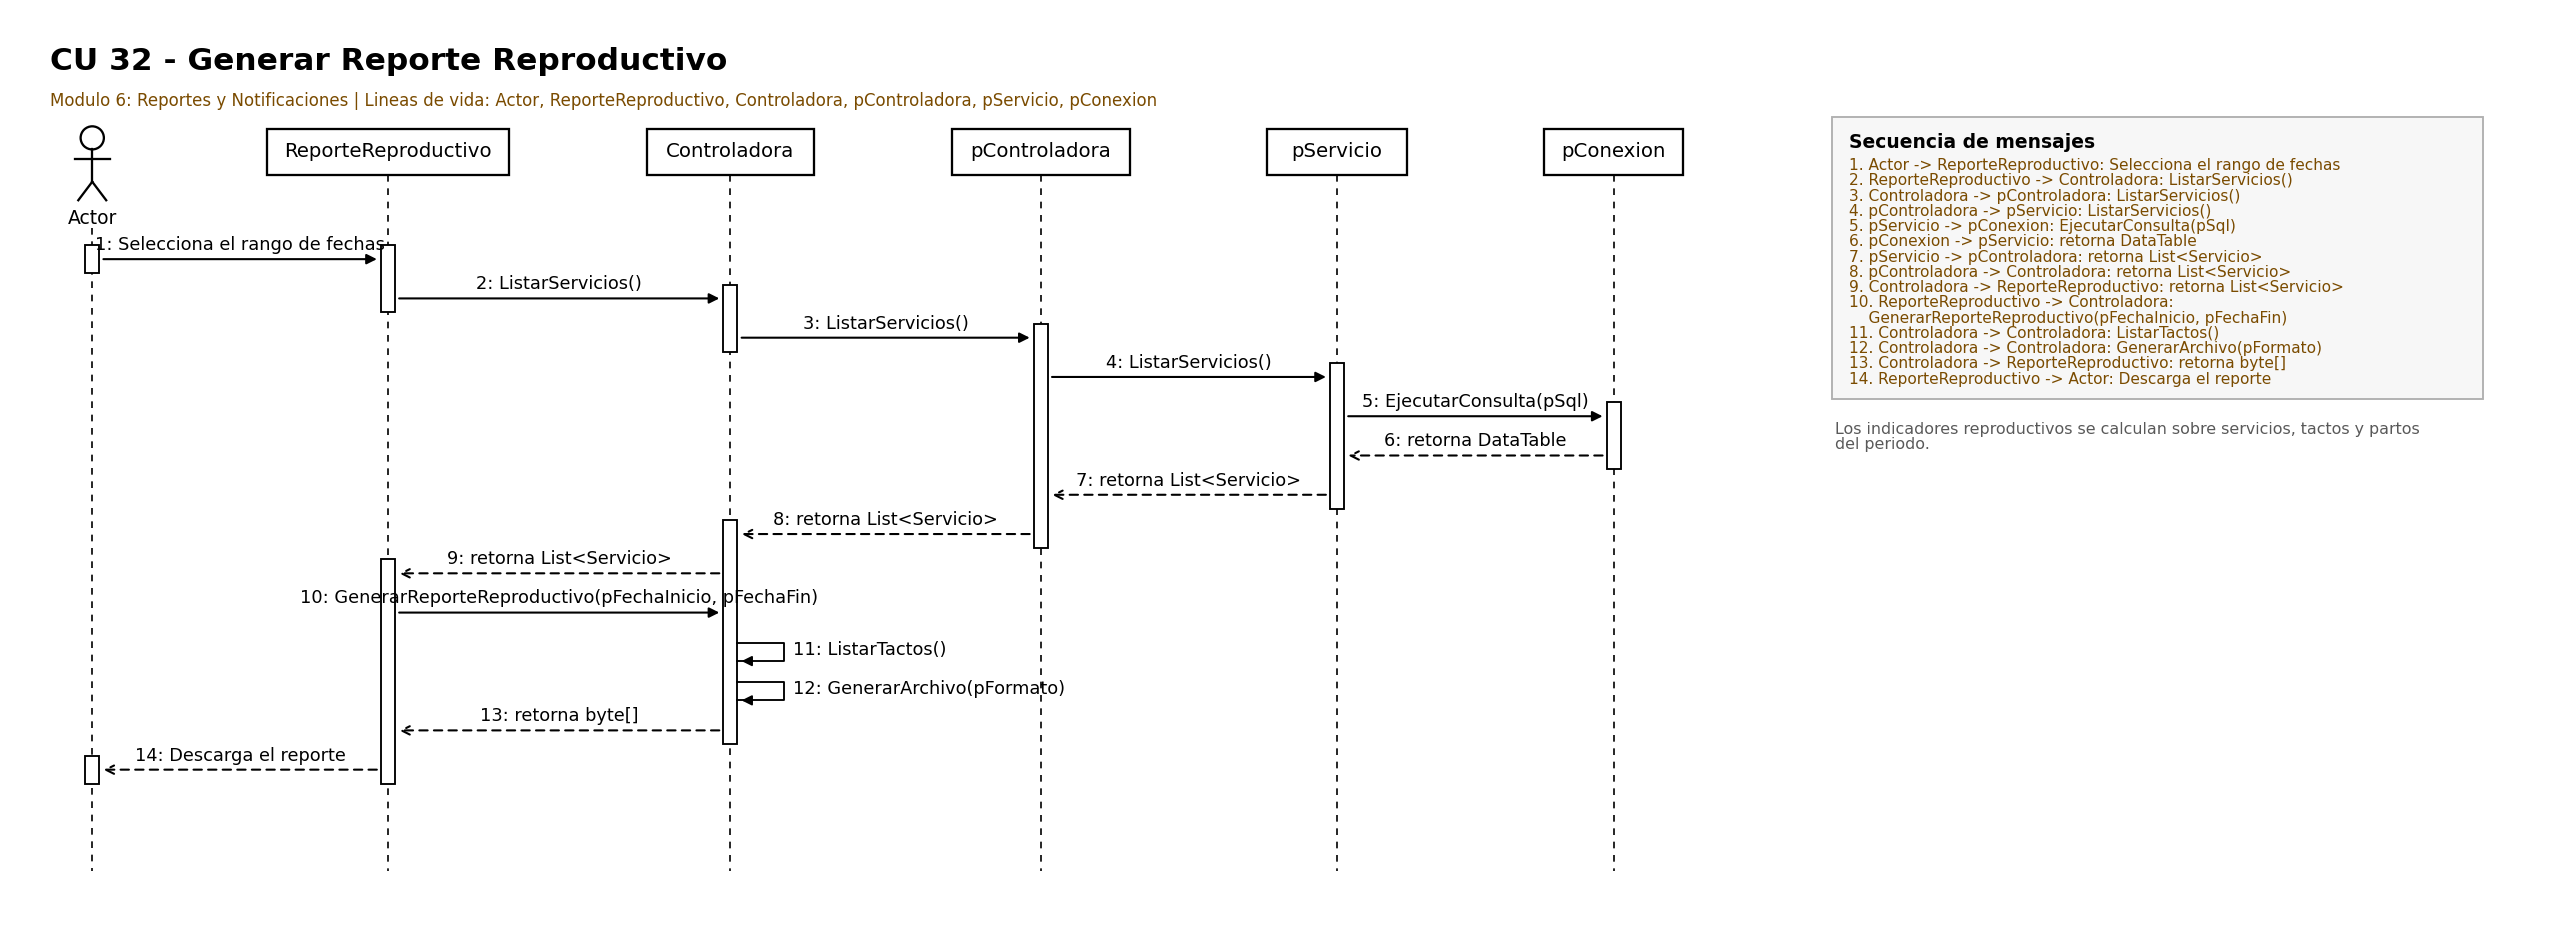 CU 32 - Generar Reporte Reproductivo
Modulo 6: Reportes y Notificaciones | Lineas de vida: Actor, ReporteReproductivo, Controladora, pControladora, pServicio, pConexion
Actor
ReporteReproductivo
Controladora
pControladora
pServicio
pConexion
1: Selecciona el rango de fechas
2: ListarServicios()
3: ListarServicios()
4: ListarServicios()
5: EjecutarConsulta(pSql)
6: retorna DataTable
7: retorna List<Servicio>
8: retorna List<Servicio>
9: retorna List<Servicio>
10: GenerarReporteReproductivo(pFechaInicio, pFechaFin)
11: ListarTactos()
12: GenerarArchivo(pFormato)
13: retorna byte[]
14: Descarga el reporte
Secuencia de mensajes
1. Actor -> ReporteReproductivo: Selecciona el rango de fechas
2. ReporteReproductivo -> Controladora: ListarServicios()
3. Controladora -> pControladora: ListarServicios()
4. pControladora -> pServicio: ListarServicios()
5. pServicio -> pConexion: EjecutarConsulta(pSql)
6. pConexion -> pServicio: retorna DataTable
7. pServicio -> pControladora: retorna List<Servicio>
8. pControladora -> Controladora: retorna List<Servicio>
9. Controladora -> ReporteReproductivo: retorna List<Servicio>
10. ReporteReproductivo -> Controladora:
GenerarReporteReproductivo(pFechaInicio, pFechaFin)
11. Controladora -> Controladora: ListarTactos()
12. Controladora -> Controladora: GenerarArchivo(pFormato)
13. Controladora -> ReporteReproductivo: retorna byte[]
14. ReporteReproductivo -> Actor: Descarga el reporte
Los indicadores reproductivos se calculan sobre servicios, tactos y partos
del periodo.